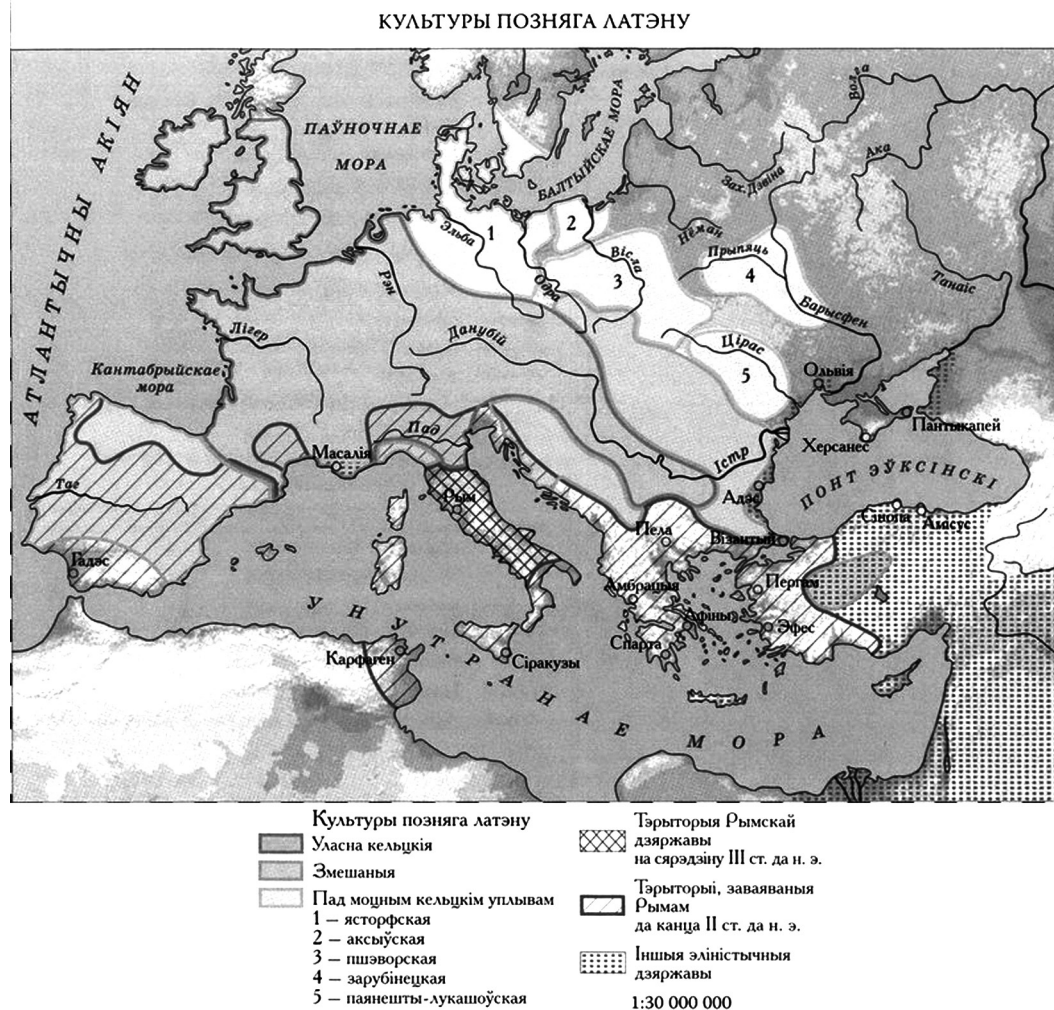 КУЛЬТУРЫ ПОЗНЯГА ЛАТЭНУ
АТЛАНТЫЧНЫ АКІЯН
ПАЎНОЧНАЕ
МОРА
БАЛТЫЙСКАЕ МОРА
Волга
Ака
Зах. Дзвіна
Нёман
Прыпяць
Танаіс
Барысфен
Эльба
1
2
Вісла
3
4
Одра
Рэн
Лігер
Данубій
Цірас
5
Кантабрыйскае
мора
Ольвія
Пантыкапей
Херсанес
Пад
Масалія
Істр
ПОНТ ЭЎКСІНСКІ
Адэс
Таг
Рым
Сінопа
Амісус
Пела
Візантый
Гадэс
Амбрацыя
Пергам
Афіны
Эфес
Спарта
УНУТРАНАЕ МОРА
Карфаген
Сіракузы
Культуры позняга латэну
Уласна кельцкія
Змешаныя
Пад моцным кельцкім уплывам
1 – ясторфская
2 – аксыўская
3 – пшэворская
4 – зарубінецкая
5 – паянешты-лукашоўская
Тэрыторыя Рымскай
дзяржавы
на сярэдзіну III ст. да н. э.
Тэрыторыі, заваяваныя
Рымам
да канца II ст. да н. э.
Іншыя эліністычныя
дзяржавы
1:30 000 000